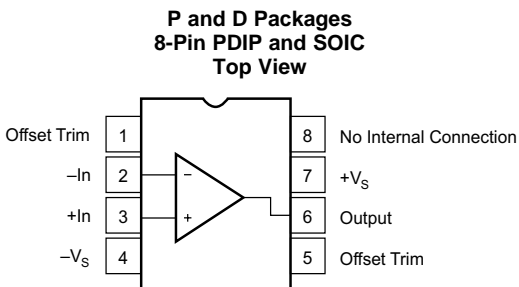 P and D Packages
8-Pin PDIP and SOIC
Top View
Offset Trim 1 8 No Internal Connection
–In 2 – 7 +VS
+In 3 + 6 Output
–VS 4 5 Offset Trim